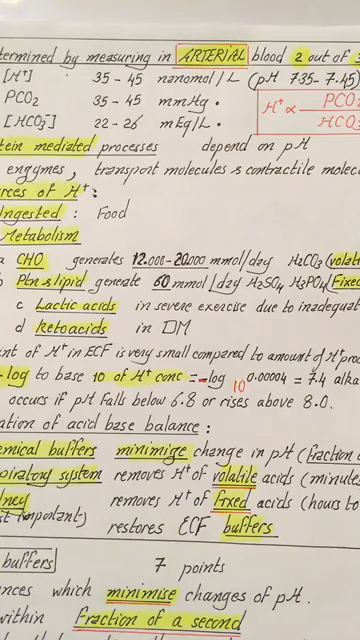 termined by measuring in ARTERIAL blood 2 out of 3
[H+] 35 - 45 nanomol/L (pH 7.35 - 7.45)
PCO2 35 - 45 mmHg.
[HCO3-] 22 - 26 mEq/L.
H+ ∝ PCO2 / HCO3
tein mediated processes depend on pH
enzymes, transport molecules & contractile molecu
rces of H+:
Ingested: Food
Metabolism
a CHO generates 12.000-20.000 mmol/day H2CO3 (volati
b Ptn & lipid generate 60 mmol/day H2SO4 H3PO4 (Fixed
c Lactic acids in severe exercise due to inadequat
d ketoacids in DM
nt of H+ in ECF is very small compared to amount of H+ proc
-log to base 10 of H+ conc = -log 10 0.00004 = 7.4 alka
occurs if pH falls below 6.8 or rises above 8.0.
ation of acid base balance:
emical buffers minimize change in pH (fraction o
piratory system removes H+ of volatile acids (minutes
dney removes H+ of fixed acids (hours to
st important) restores ECF buffers
buffers 7 points
nces which minimise changes of pH.
within fraction of a second